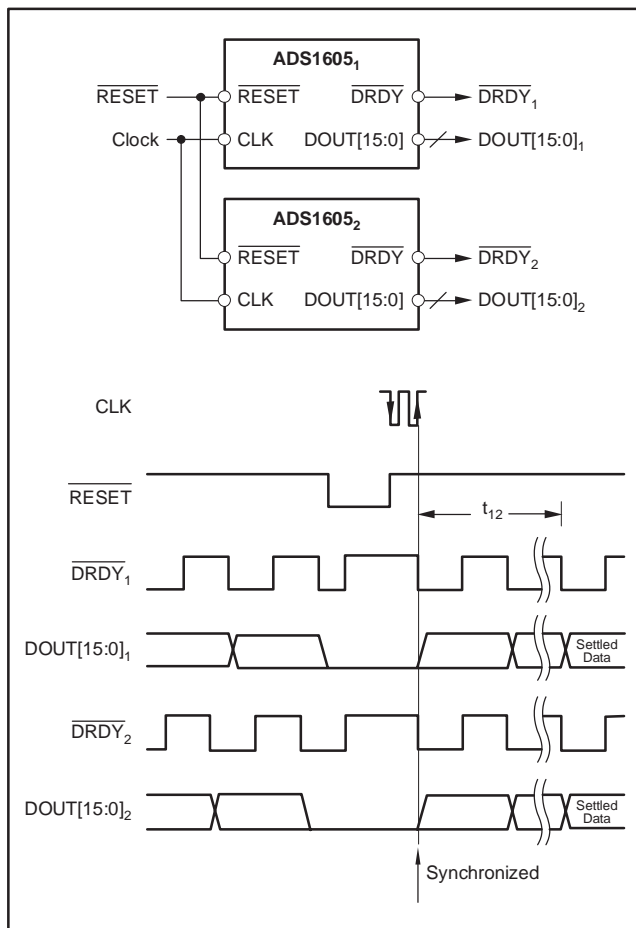 ADS1605₁
RESET RESET DRDY DRDY₁
Clock CLK DOUT[15:0] DOUT[15:0]₁
ADS1605₂
RESET DRDY DRDY₂
CLK DOUT[15:0] DOUT[15:0]₂
CLK
RESET
t₁₂
DRDY₁
DOUT[15:0]₁
Settled
Data
DRDY₂
DOUT[15:0]₂
Settled
Data
Synchronized